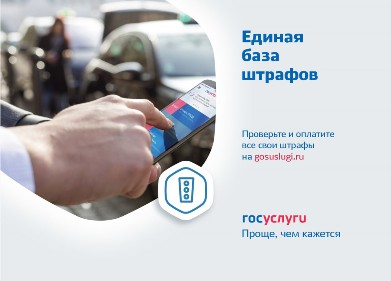 Единая
база
штрафов
Проверьте и оплатите
все свои штрафы
на gosuslugi.ru
госуслуги
Проще, чем кажется